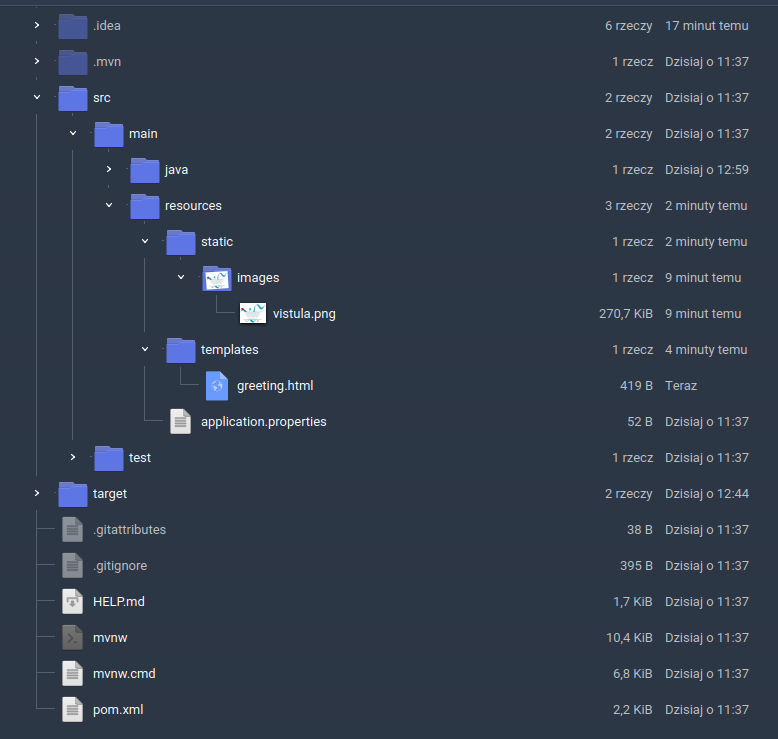 .idea 6 rzeczy 17 minut temu
.mvn 1 rzecz Dzisiaj o 11:37
src 2 rzeczy Dzisiaj o 11:37
main 2 rzeczy Dzisiaj o 11:37
java 1 rzecz Dzisiaj o 12:59
resources 3 rzeczy 2 minuty temu
static 1 rzecz 2 minuty temu
images 1 rzecz 9 minut temu
vistula.png 270,7 KiB 9 minut temu
templates 1 rzecz 4 minuty temu
greeting.html 419 B Teraz
application.properties 52 B Dzisiaj o 11:37
test 1 rzecz Dzisiaj o 11:37
target 2 rzeczy Dzisiaj o 12:44
.gitattributes 38 B Dzisiaj o 11:37
.gitignore 395 B Dzisiaj o 11:37
HELP.md 1,7 KiB Dzisiaj o 11:37
mvnw 10,4 KiB Dzisiaj o 11:37
mvnw.cmd 6,8 KiB Dzisiaj o 11:37
pom.xml 2,2 KiB Dzisiaj o 11:37